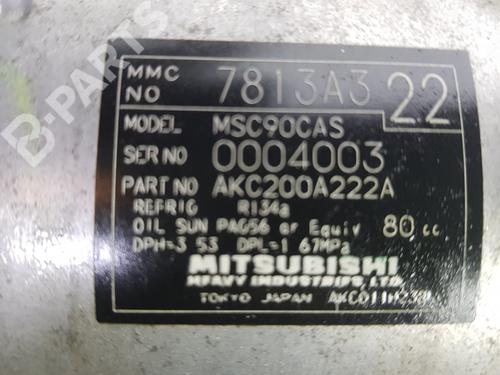 B-PARTS
MMC NO 7813A3 22
MODEL MSC90CAS
SER NO 0004003
PART NO AKC200A222A
REFRIG R134a
OIL SUN PAG56 or Equiv 80 cc
DPH=3 53 DPL=1 67MPa
MITSUBISHI
HEAVY INDUSTRIES, LTD.
TOKYO JAPAN